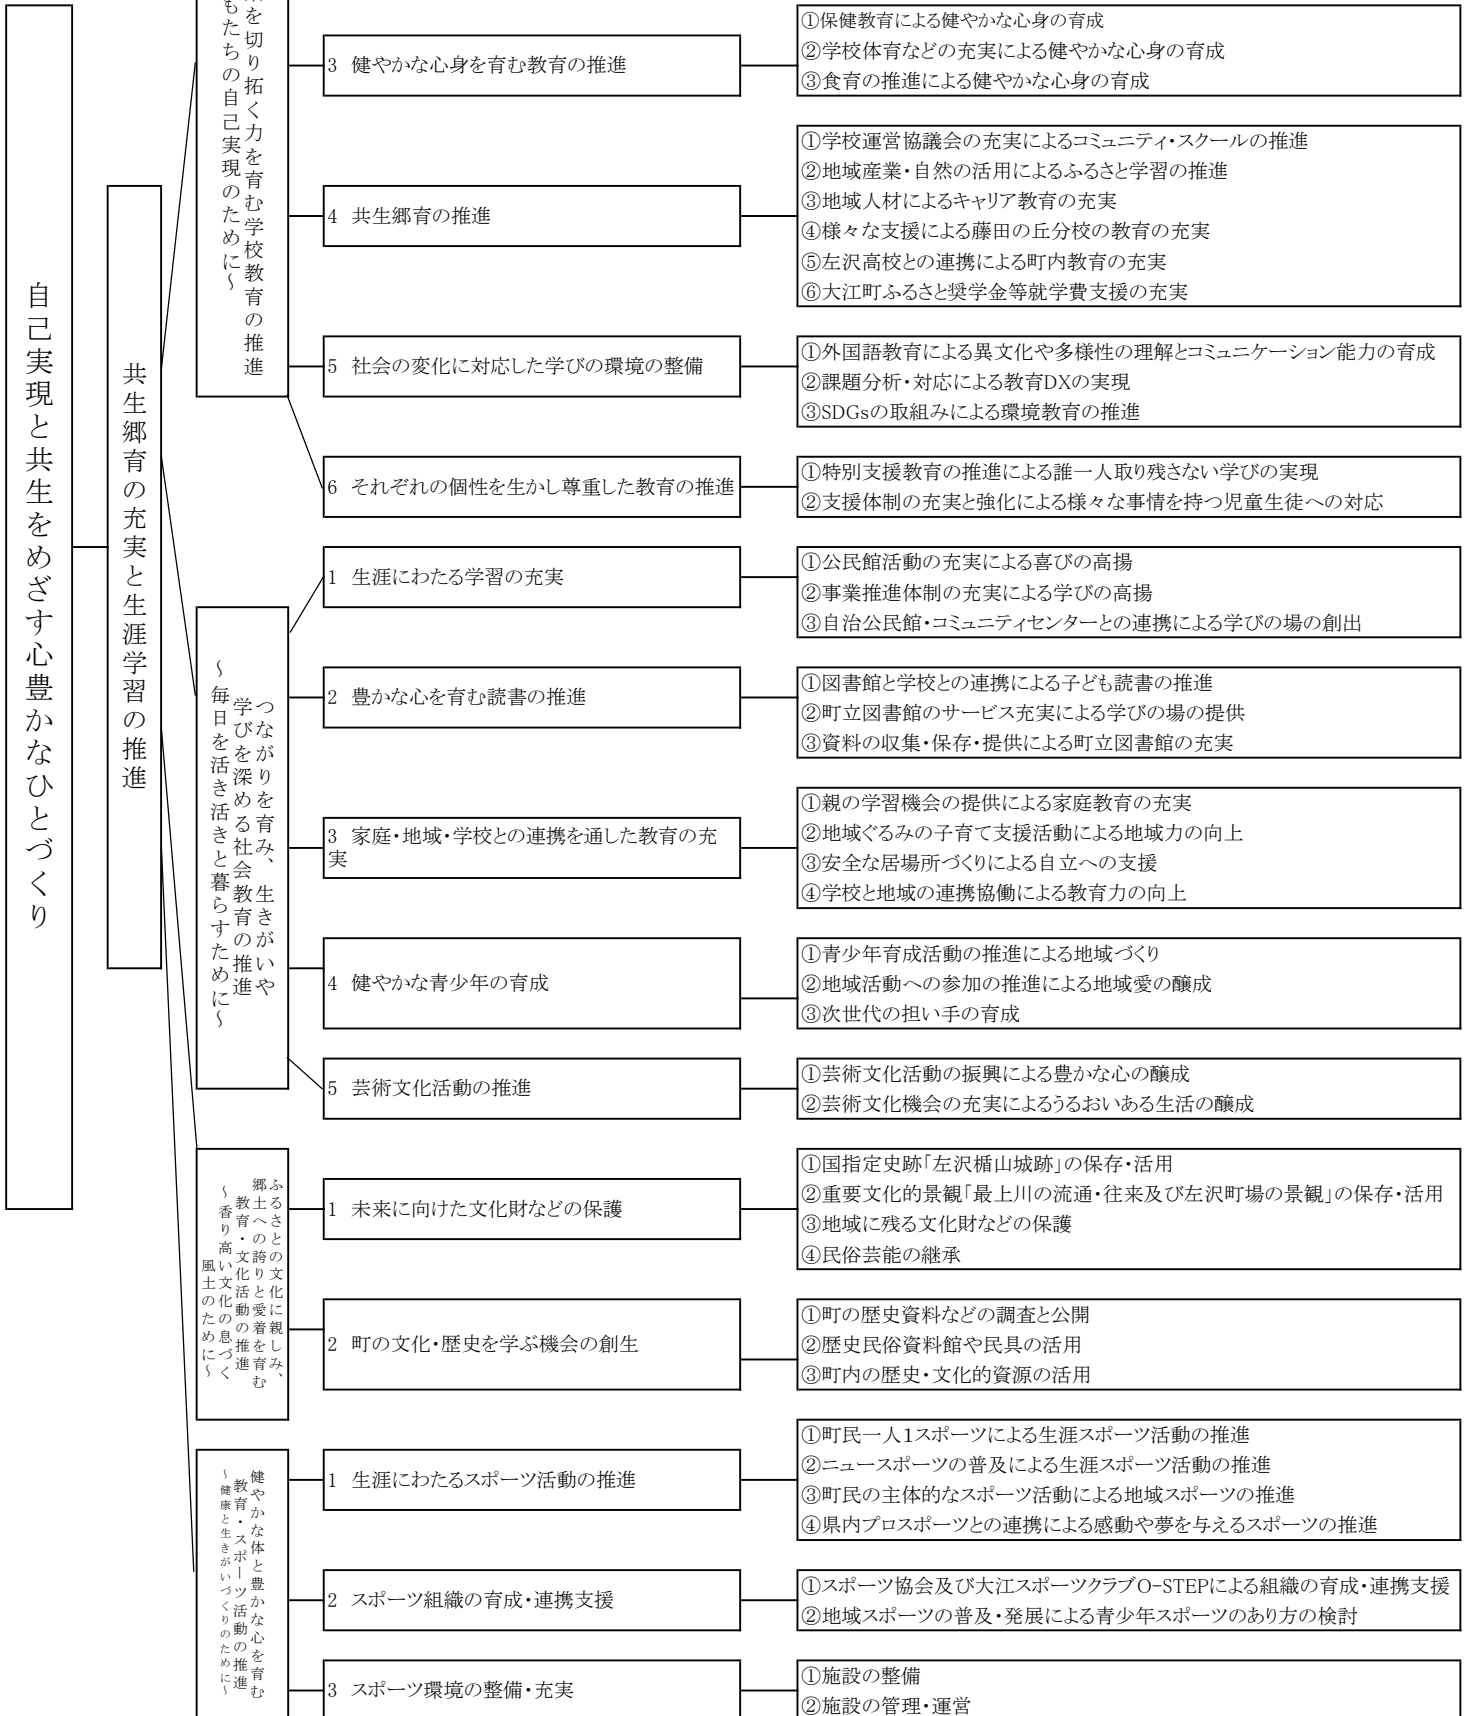 自己実現と共生をめざす心豊かなひとづくり
共生郷育の充実と生涯学習の推進
を切り拓く力を育む学校教育の推進
もたちの自己実現のために～
3 健やかな心身を育む教育の推進
①保健教育による健やかな心身の育成
②学校体育などの充実による健やかな心身の育成
③食育の推進による健やかな心身の育成
4 共生郷育の推進
①学校運営協議会の充実によるコミュニティ・スクールの推進
②地域産業・自然の活用によるふるさと学習の推進
③地域人材によるキャリア教育の充実
④様々な支援による藤田の丘分校の教育の充実
⑤左沢高校との連携による町内教育の充実
⑥大江町ふるさと奨学金等就学費支援の充実
5 社会の変化に対応した学びの環境の整備
①外国語教育による異文化や多様性の理解とコミュニケーション能力の育成
②課題分析・対応による教育DXの実現
③SDGsの取組みによる環境教育の推進
6 それぞれの個性を生かし尊重した教育の推進
①特別支援教育の推進による誰一人取り残さない学びの実現
②支援体制の充実と強化による様々な事情を持つ児童生徒への対応
つながりを育み、生きがいや
学びを深める社会教育の推進
～毎日を活き活きと暮らすために～
1 生涯にわたる学習の充実
①公民館活動の充実による喜びの高揚
②事業推進体制の充実による学びの高揚
③自治公民館・コミュニティセンターとの連携による学びの場の創出
2 豊かな心を育む読書の推進
①図書館と学校との連携による子ども読書の推進
②町立図書館のサービス充実による学びの場の提供
③資料の収集・保存・提供による町立図書館の充実
3 家庭・地域・学校との連携を通した教育の充
実
①親の学習機会の提供による家庭教育の充実
②地域ぐるみの子育て支援活動による地域力の向上
③安全な居場所づくりによる自立への支援
④学校と地域の連携協働による教育力の向上
4 健やかな青少年の育成
①青少年育成活動の推進による地域づくり
②地域活動への参加の推進による地域愛の醸成
③次世代の担い手の育成
5 芸術文化活動の推進
①芸術文化活動の振興による豊かな心の醸成
②芸術文化機会の充実によるうるおいある生活の醸成
ふるさとの文化に親しみ、
郷土への誇りと愛着を育む
教育・文化活動の推進
～香り高い文化の息づく
風土のために～
1 未来に向けた文化財などの保護
①国指定史跡「左沢楯山城跡」の保存・活用
②重要文化的景観「最上川の流通・往来及び左沢町場の景観」の保存・活用
③地域に残る文化財などの保護
④民俗芸能の継承
2 町の文化・歴史を学ぶ機会の創生
①町の歴史資料などの調査と公開
②歴史民俗資料館や民具の活用
③町内の歴史・文化的資源の活用
健やかな体と豊かな心を育む
教育・スポーツ活動の推進
～健康と生きがいづくりのために～
1 生涯にわたるスポーツ活動の推進
①町民一人1スポーツによる生涯スポーツ活動の推進
②ニュースポーツの普及による生涯スポーツ活動の推進
③町民の主体的なスポーツ活動による地域スポーツの推進
④県内プロスポーツとの連携による感動や夢を与えるスポーツの推進
2 スポーツ組織の育成・連携支援
①スポーツ協会及び大江スポーツクラブO-STEPによる組織の育成・連携支援
②地域スポーツの普及・発展による青少年スポーツのあり方の検討
3 スポーツ環境の整備・充実
①施設の整備
②施設の管理・運営